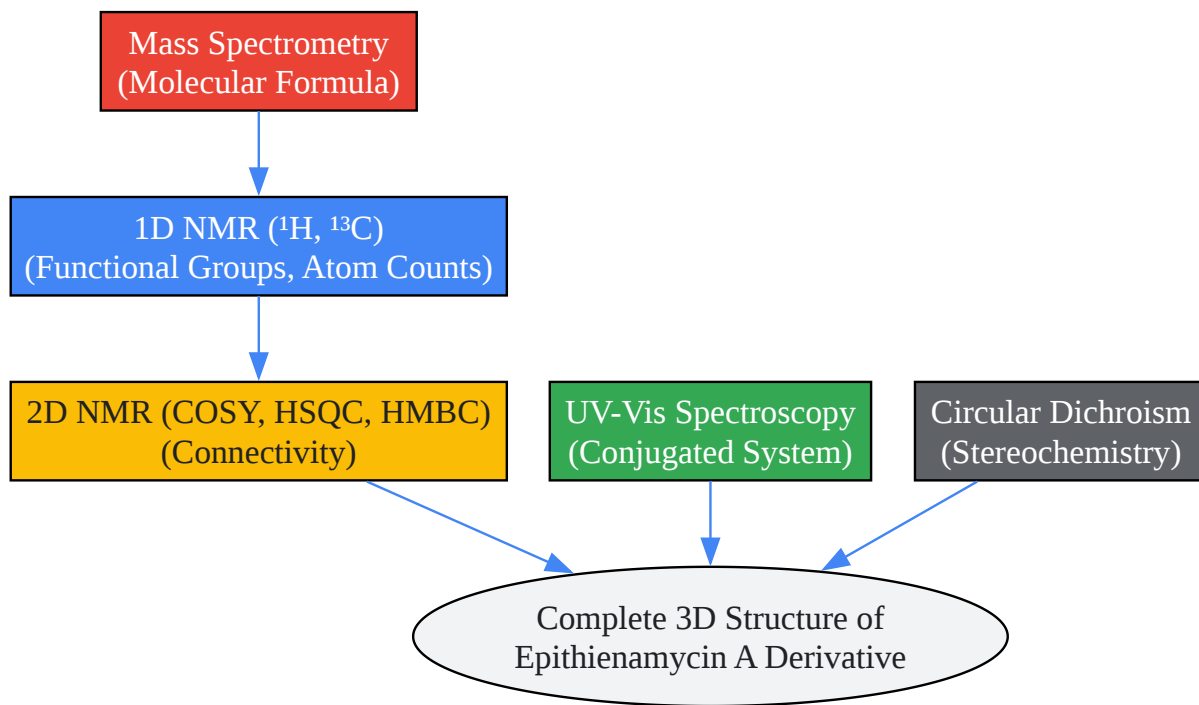 Mass Spectrometry
(Molecular Formula)
1D NMR (¹H, ¹³C)
(Functional Groups, Atom Counts)
2D NMR (COSY, HSQC, HMBC)
(Connectivity)
UV-Vis Spectroscopy
(Conjugated System)
Circular Dichroism
(Stereochemistry)
Complete 3D Structure of
Epithienamycin A Derivative